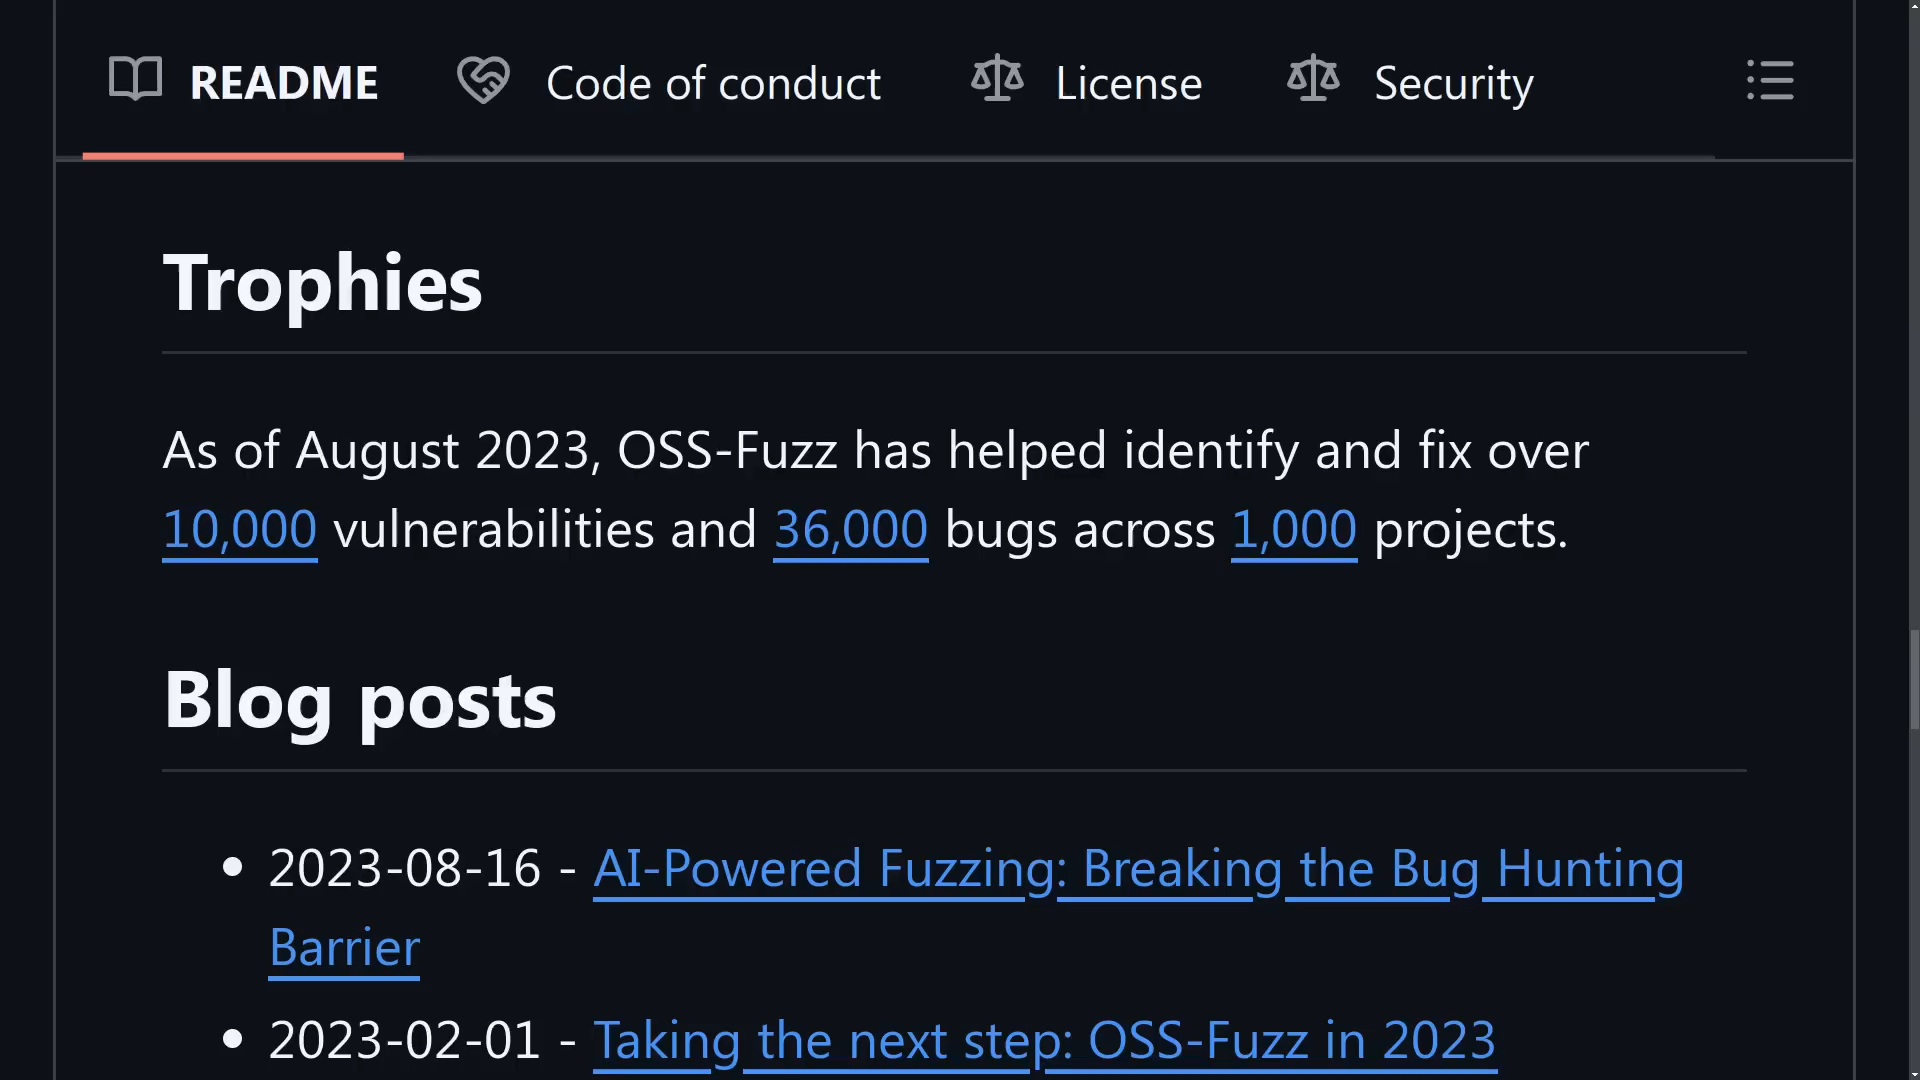 README Code of conduct License Security
Trophies
As of August 2023, OSS-Fuzz has helped identify and fix over
10,000 vulnerabilities and 36,000 bugs across 1,000 projects.
Blog posts
• 2023-08-16 - AI-Powered Fuzzing: Breaking the Bug Hunting
Barrier
• 2023-02-01 - Taking the next step: OSS-Fuzz in 2023